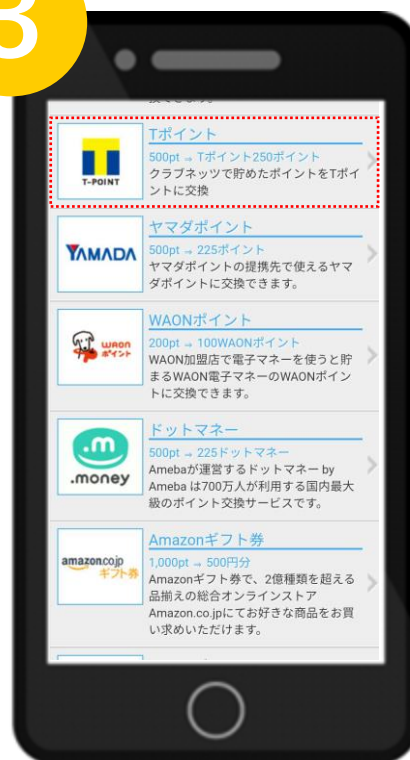 3
Tポイント
500pt → Tポイント250ポイント
クラブネッツで貯めたポイントをTポイ
ントに交換
T-POINT
ヤマダポイント
500pt → 225ポイント
ヤマダポイントの提携先で使えるヤマ
ダポイントに交換できます。
YAMADA
WAONポイント
200pt → 100WAONポイント
WAON加盟店で電子マネーを使うと貯
まるWAON電子マネーのWAONポイン
トに交換できます。
WAON
ポイント
ドットマネー
500pt → 225ドットマネー
Amebaが運営するドットマネー by
Ameba は700万人が利用する国内最大
級のポイント交換サービスです。
.m
.money
Amazonギフト券
1,000pt → 500円分
Amazonギフト券で、2億種類を超える
品揃えの総合オンラインストア
Amazon.co.jpにてお好きな商品をお買
い求めいただけます。
amazon.co.jp
ギフト券